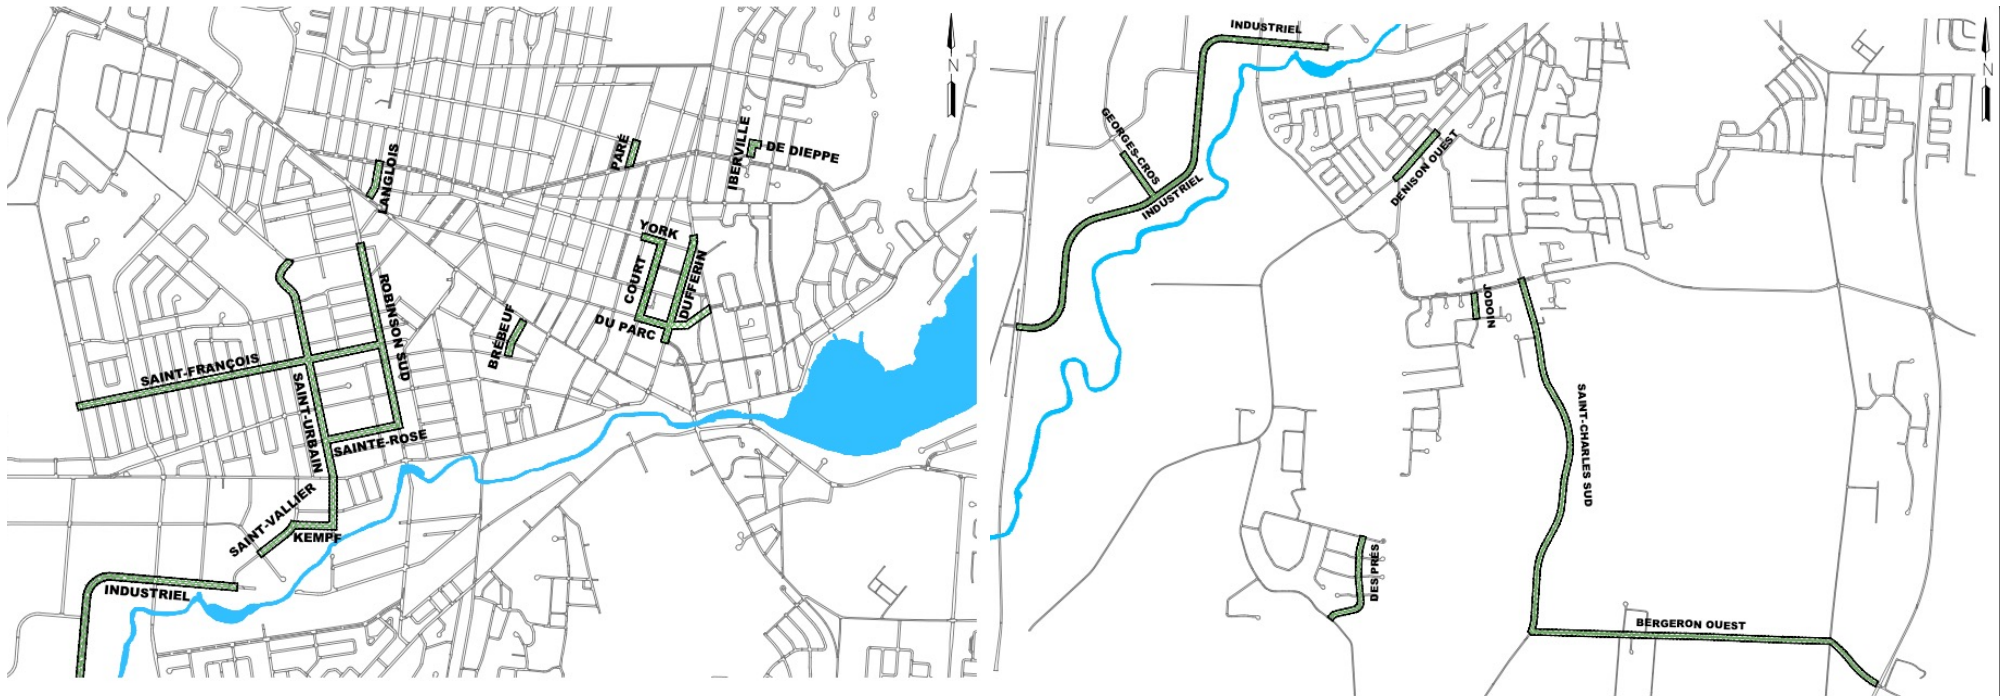 N
PARÉ
IBERVILLE
DE DIEPPE
LANGLOIS
YORK
COURT
DUFFERIN
ROBINSON SUD
BRÉBEUF
DU PARC
SAINT-FRANÇOIS
SAINT-URBAIN
SAINTE-ROSE
SAINT-VALLIER
KEMPF
INDUSTRIEL
INDUSTRIEL
N
GEORGES-CROS
DENISON OUEST
INDUSTRIEL
JODOIN
SAINT-CHARLES SUD
DES PRÉS
BERGERON OUEST